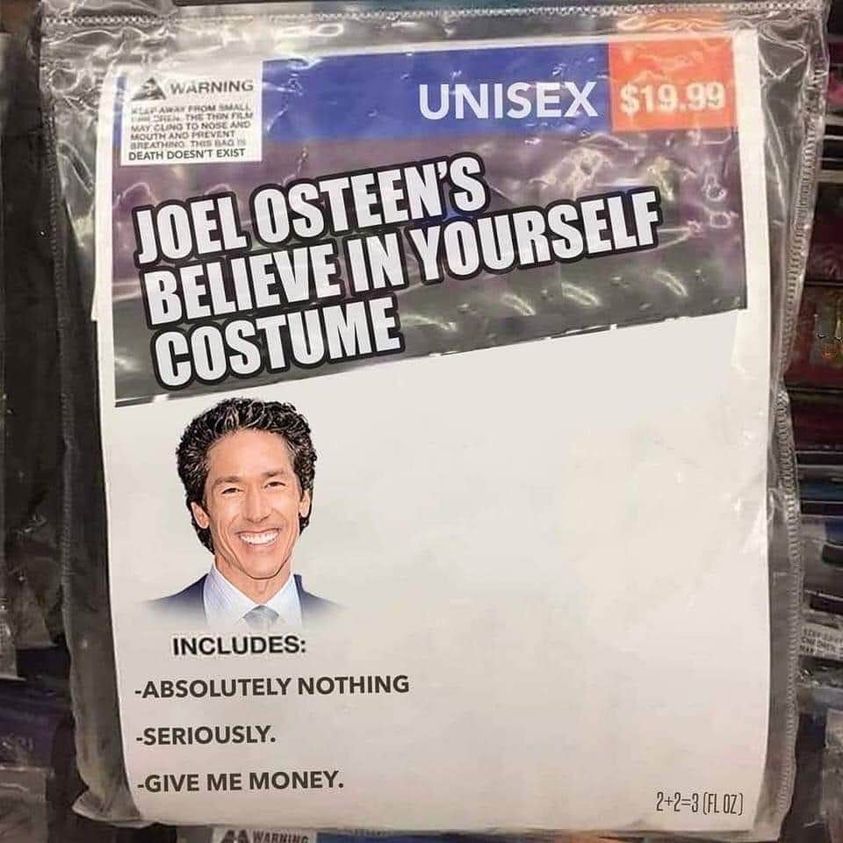 WARNING
KEEP AWAY FROM SMALL
THE THIN FILM
MAY CLING TO NOSE AND
MOUTH AND PREVENT
BREATHING. THIS BAG IS
DEATH DOESN'T EXIST
UNISEX
$19.99
JOEL OSTEEN'S
BELIEVE IN YOURSELF
COSTUME
INCLUDES:
-ABSOLUTELY NOTHING
-SERIOUSLY.
-GIVE ME MONEY.
2+2=3 (FL OZ)
WARNING